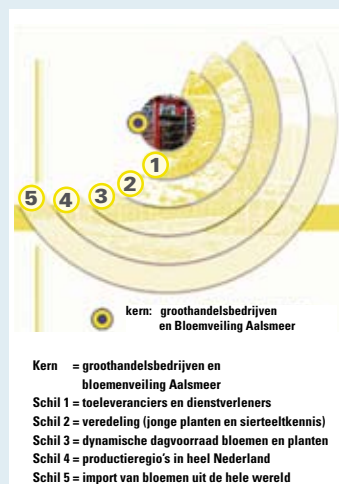 1
2
3
4
5
kern: groothandelsbedrijven
en Bloemveiling Aalsmeer
Kern = groothandelsbedrijven en
bloemenveiling Aalsmeer
Schil 1 = toeleveranciers en dienstverleners
Schil 2 = veredeling (jonge planten en sierteeltkennis)
Schil 3 = dynamische dagvoorraad bloemen en planten
Schil 4 = productieregio's in heel Nederland
Schil 5 = import van bloemen uit de hele wereld